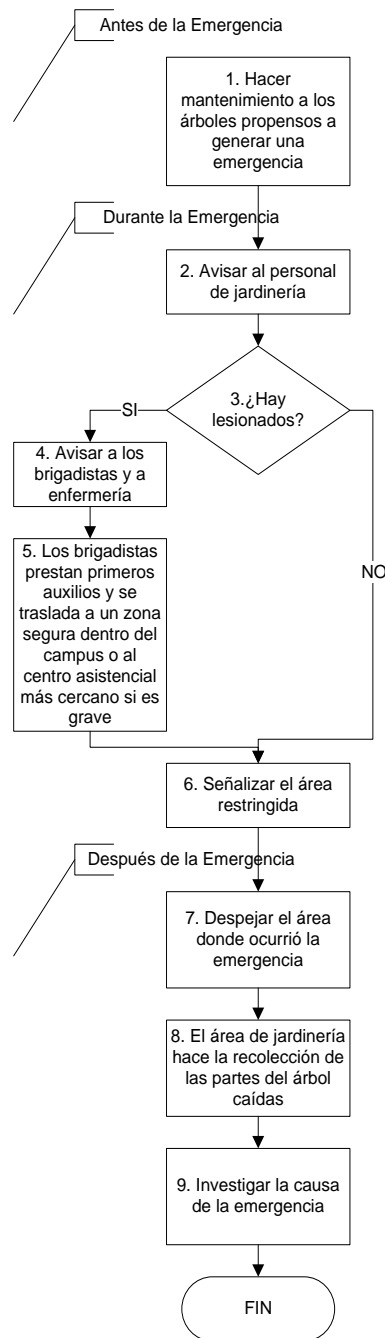 Antes de la Emergencia
1. Hacer
mantenimiento a los
árboles propensos a
generar una
emergencia
Durante la Emergencia
2. Avisar al personal
de jardinería
3.¿Hay
lesionados?
SI
NO
4. Avisar a los
brigadistas y a
enfermería
5. Los brigadistas
prestan primeros
auxilios y se
traslada a un zona
segura dentro del
campus o al
centro asistencial
más cercano si es
grave
6. Señalizar el área
restringida
Después de la Emergencia
7. Despejar el área
donde ocurrió la
emergencia
8. El área de jardinería
hace la recolección de
las partes del árbol
caídas
9. Investigar la causa
de la emergencia
FIN